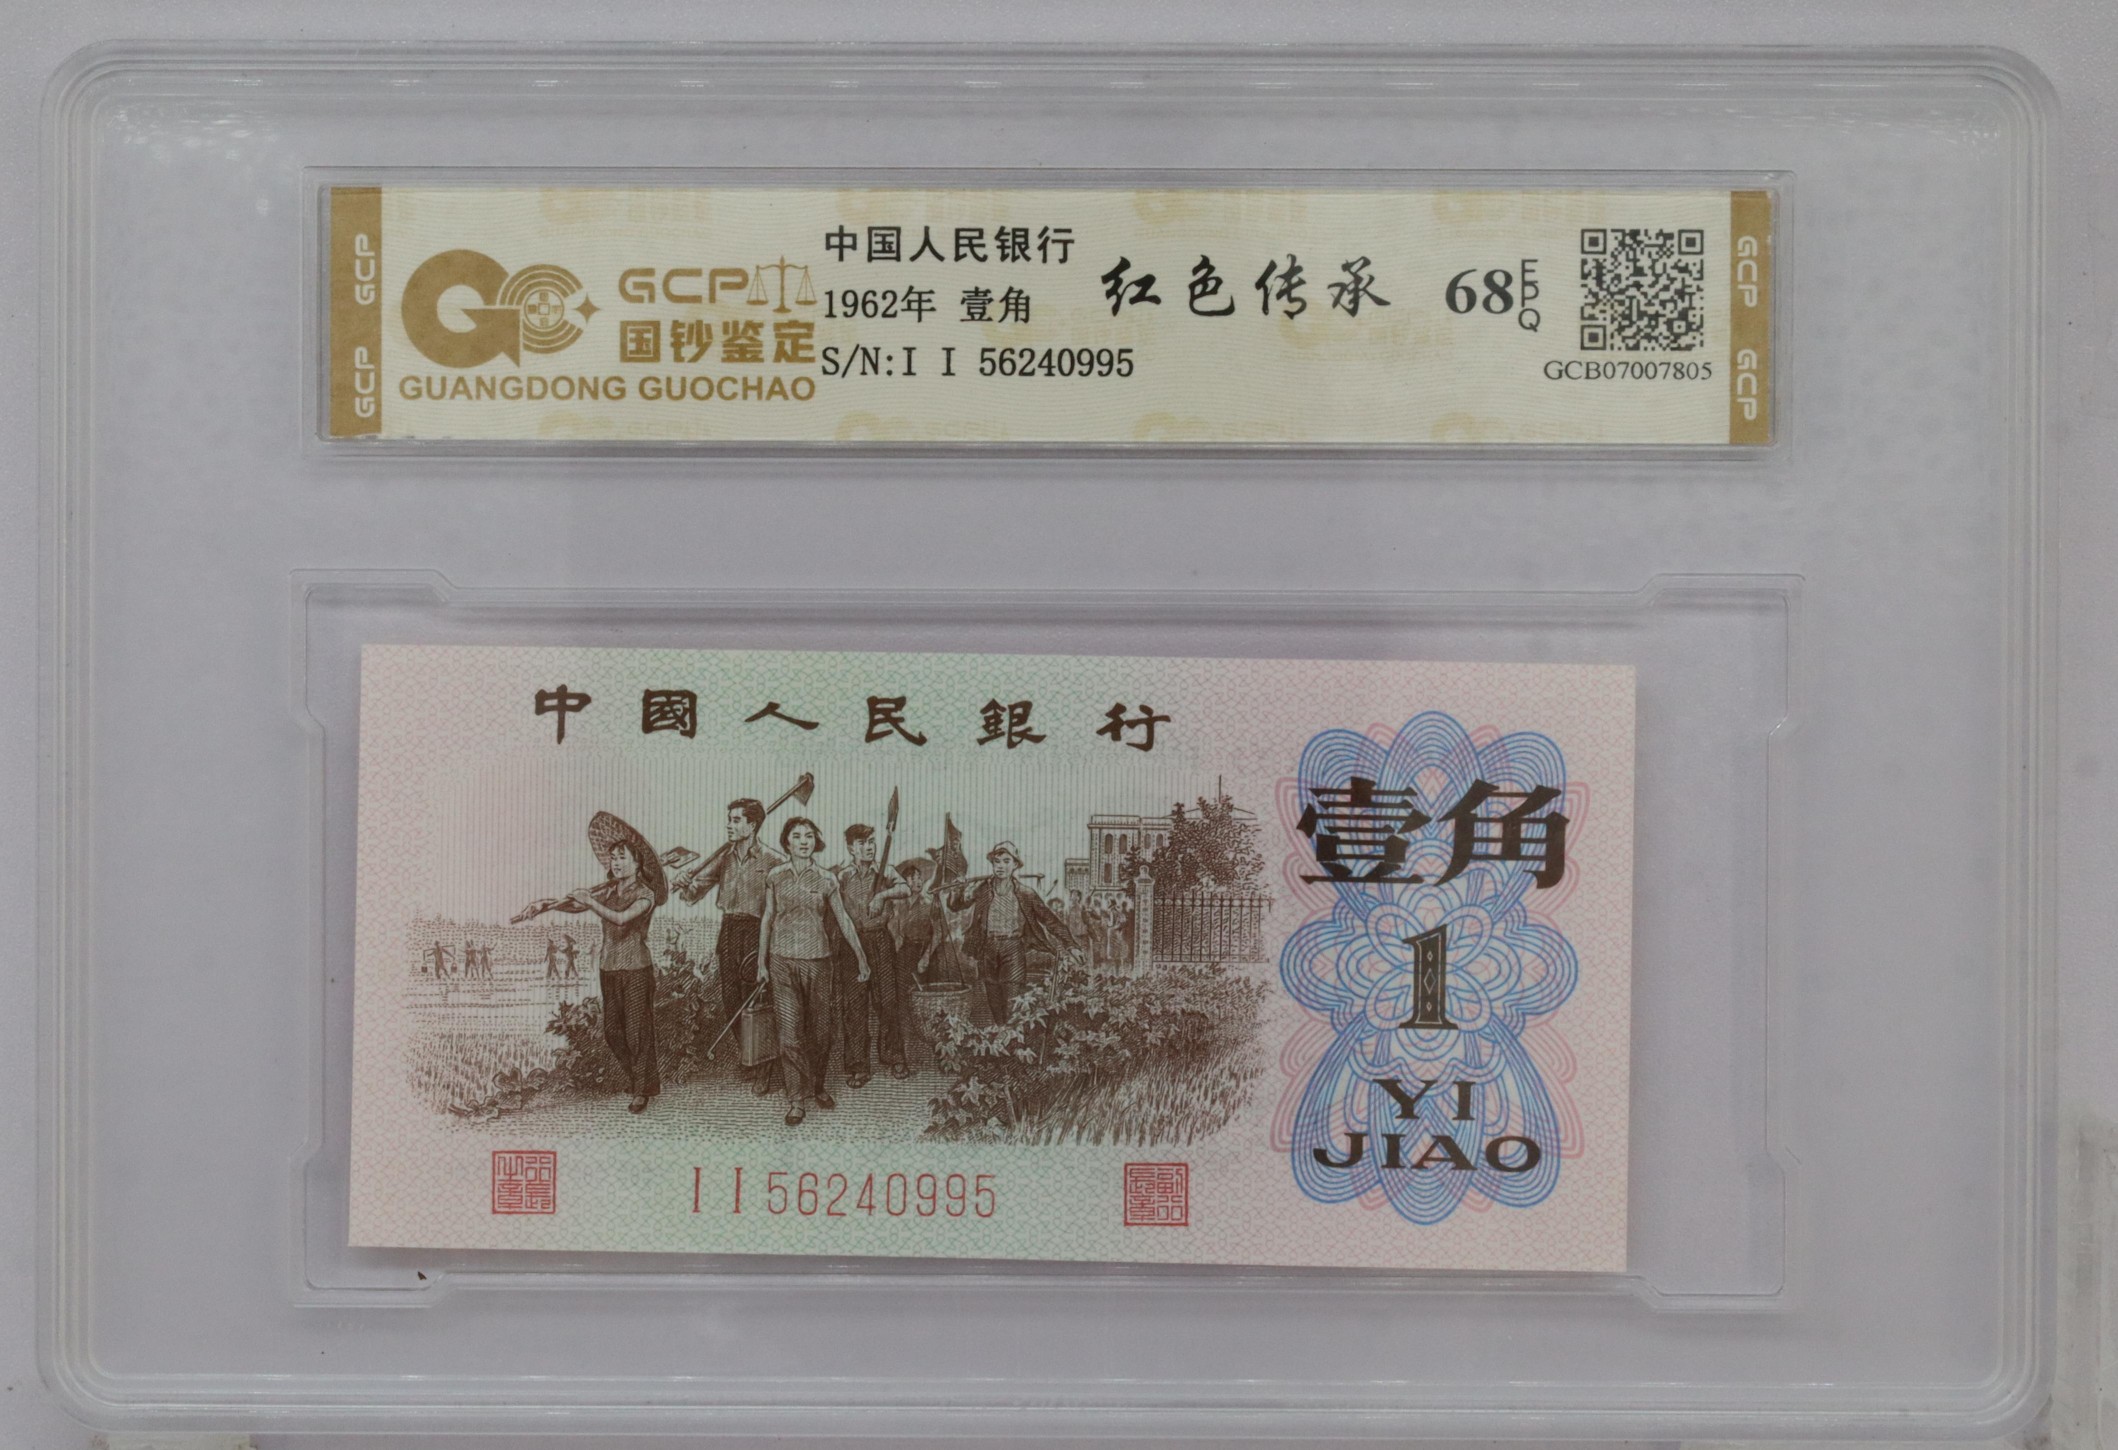 GCP
GCP
GCP
国钞鉴定
GUANGDONG GUOCHAO
中国人民银行
1962年 壹角
S/N:I I 56240995
红色传承
68
EPQ
GCB07007805
GCP
GCP
中國人民銀行
壹角
1
YI
JIAO
I I 56240995